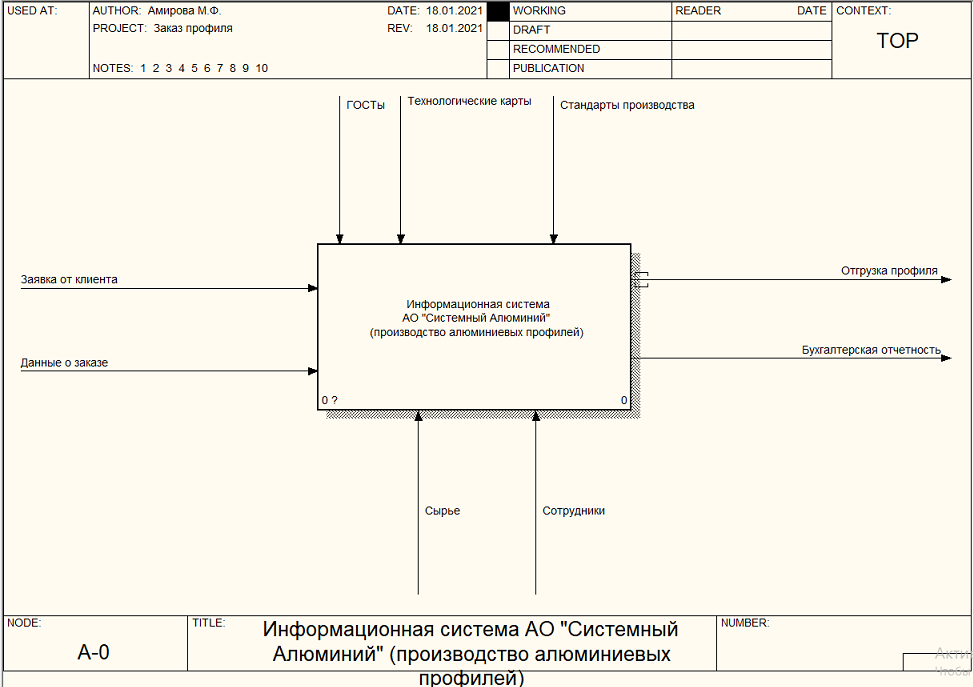 USED AT:
AUTHOR: Амирова М.Ф.
DATE: 18.01.2021
PROJECT: Заказ профиля
REV: 18.01.2021
NOTES: 1 2 3 4 5 6 7 8 9 10
WORKING
DRAFT
RECOMMENDED
PUBLICATION
READER DATE
CONTEXT:
TOP
ГОСТы
Технологические карты
Стандарты производства
Заявка от клиента
Данные о заказе
Информационная система
АО "Системный Алюминий"
(производство алюминиевых профилей)
0 ?
0
Отгрузка профиля
Бухгалтерская отчетность
Сырье
Сотрудники
NODE:
A-0
TITLE:
Информационная система АО "Системный
Алюминий" (производство алюминиевых
профилей)
NUMBER:
Акти
Чтобы